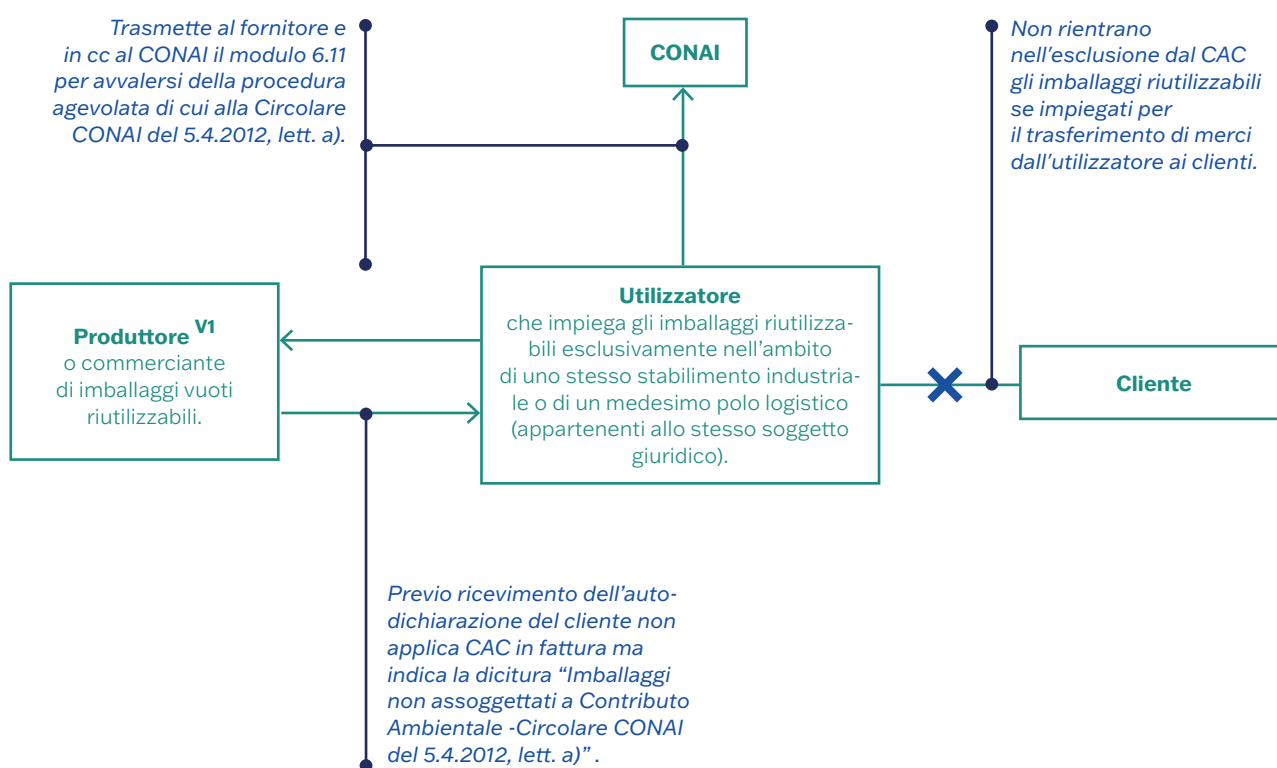 Trasmette al fornitore e
in cc al CONAI il modulo 6.11
per avvalersi della procedura
agevolata di cui alla Circolare
CONAI del 5.4.2012, lett. a).
CONAI
Non rientrano
nell'esclusione dal CAC
gli imballaggi riutilizzabili
se impiegati per
il trasferimento di merci
dall'utilizzatore ai clienti.
Produttore V1
o commerciante
di imballaggi vuoti
riutilizzabili.
Utilizzatore
che impiega gli imballaggi riutilizza-
bili esclusivamente nell'ambito
di uno stesso stabilimento industria-
le o di un medesimo polo logistico
(appartenenti allo stesso soggetto
giuridico).
Cliente
Previo ricevimento dell'auto-
dichiarazione del cliente non
applica CAC in fattura ma
indica la dicitura “Imballaggi
non assoggettati a Contributo
Ambientale -Circolare CONAI
del 5.4.2012, lett. a)” .